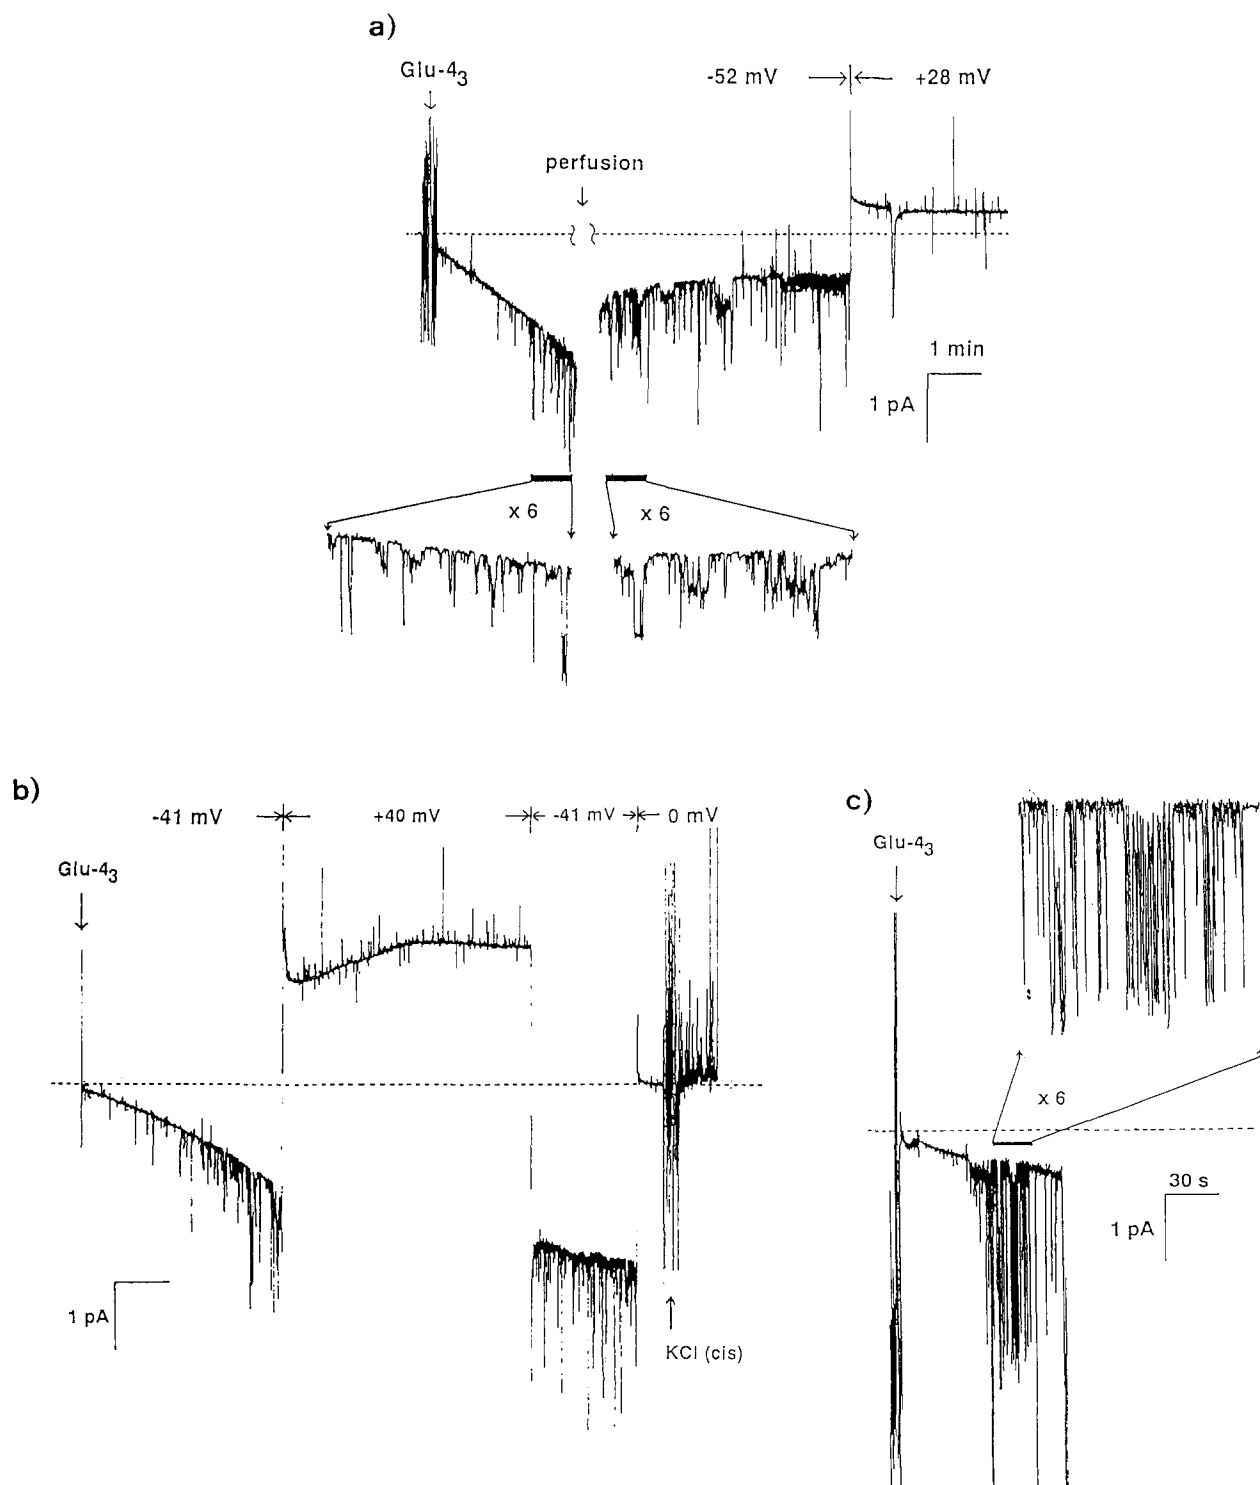 a)
Glu-4₃
-52 mV
+28 mV
perfusion
1 min
1 pA
x 6
x 6
b)
-41 mV
+40 mV
-41 mV
0 mV
Glu-4₃
1 pA
KCl (cis)
c)
Glu-4₃
x 6
30 s
1 pA